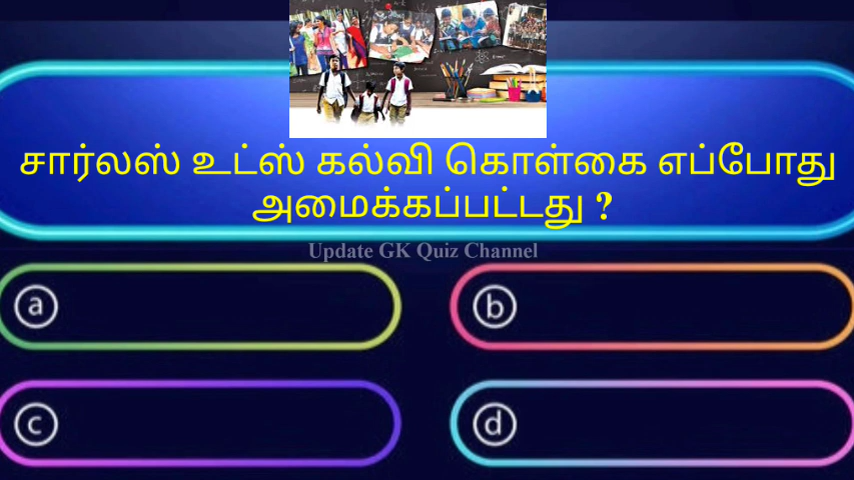 சார்லஸ் உட்ஸ் கல்வி கொள்கை எப்போது
அமைக்கப்பட்டது ?
Update GK Quiz Channel
a
b
c
d